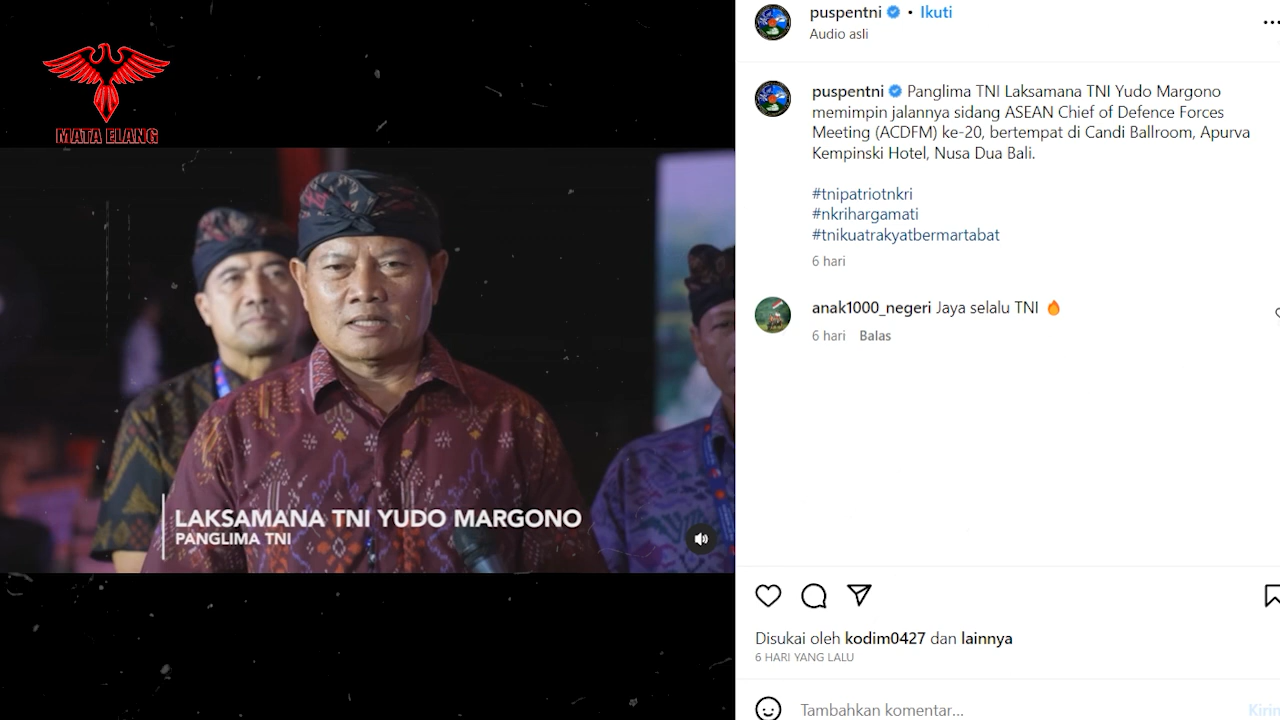 MATA ELANG
LAKSAMANA TNI YUDO MARGONO
PANGLIMA TNI
puspentni • Ikuti
Audio asli
puspentni Panglima TNI Laksamana TNI Yudo Margono
memimpin jalannya sidang ASEAN Chief of Defence Forces
Meeting (ACDFM) ke-20, bertempat di Candi Ballroom, Apurva
Kempinski Hotel, Nusa Dua Bali.
#tnipatriotnkri
#nkrihargamati
#tnikuatrakyatbermartabat
6 hari
anak1000_negeri Jaya selalu TNI 🔥
6 hari Balas
Disukai oleh kodim0427 dan lainnya
6 HARI YANG LALU
Tambahkan komentar...
Kirin